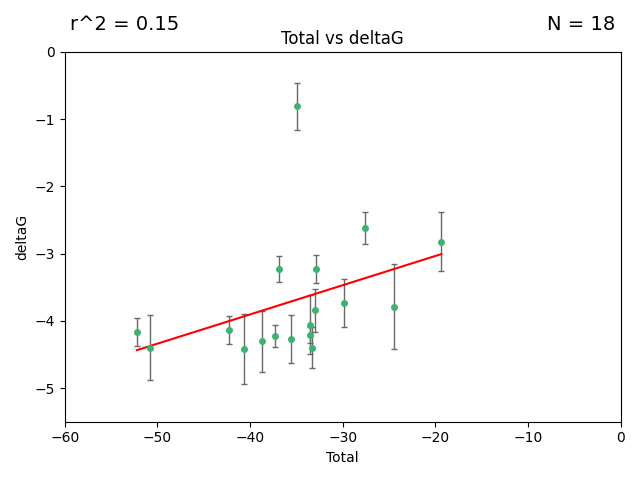 r^2 = 0.15
N = 18
Total vs deltaG
0
−1
−2
−3
−4
−5
deltaG
−60
−50
−40
−30
−20
−10
0
Total